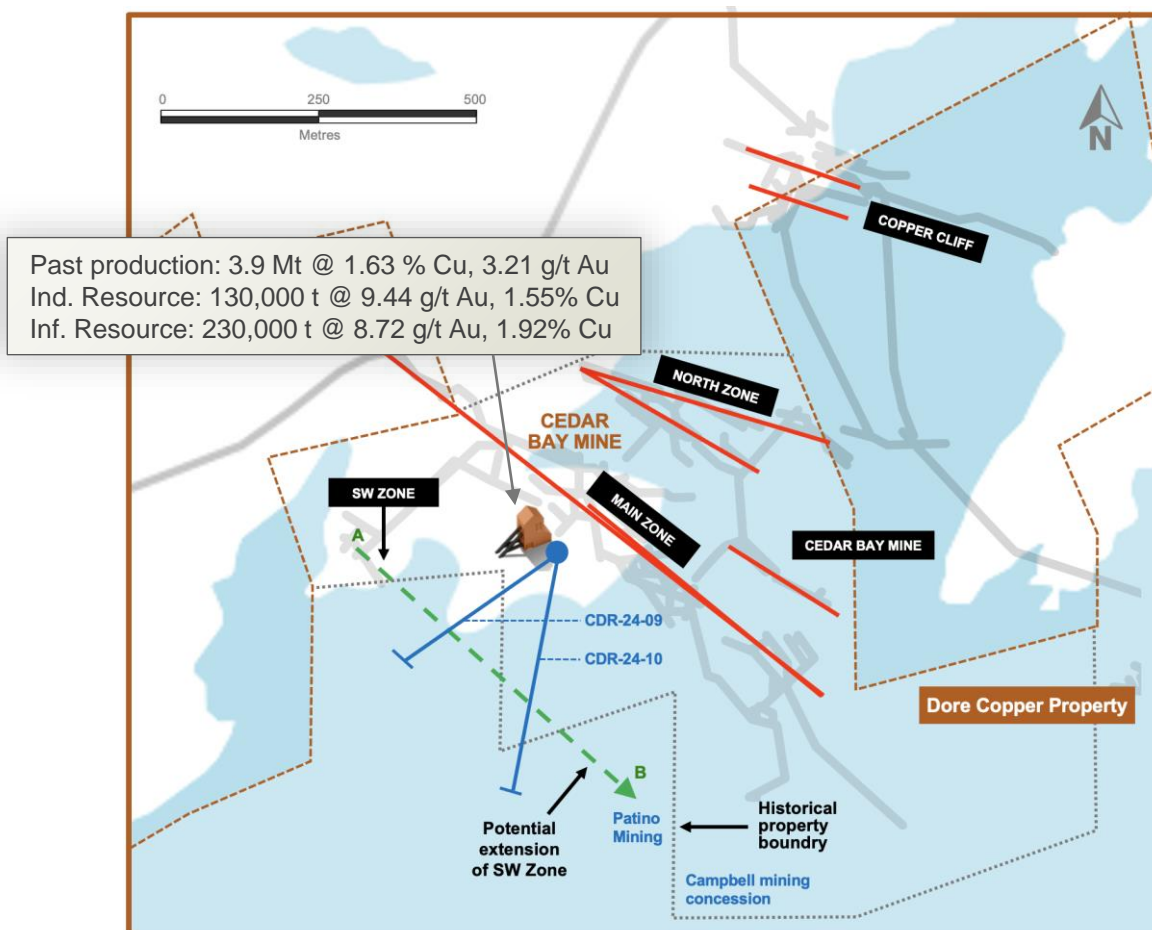 0 250 500
Metres
N
COPPER CLIFF
Past production: 3.9 Mt @ 1.63 % Cu, 3.21 g/t Au
Ind. Resource: 130,000 t @ 9.44 g/t Au, 1.55% Cu
Inf. Resource: 230,000 t @ 8.72 g/t Au, 1.92% Cu
NORTH ZONE
CEDAR
BAY MINE
SW ZONE
MAIN ZONE
A
CEDAR BAY MINE
CDR-24-09
CDR-24-10
Dore Copper Property
B
Potential
extension
of SW Zone
Patino
Mining
Historical
property
boundry
Campbell mining
concession